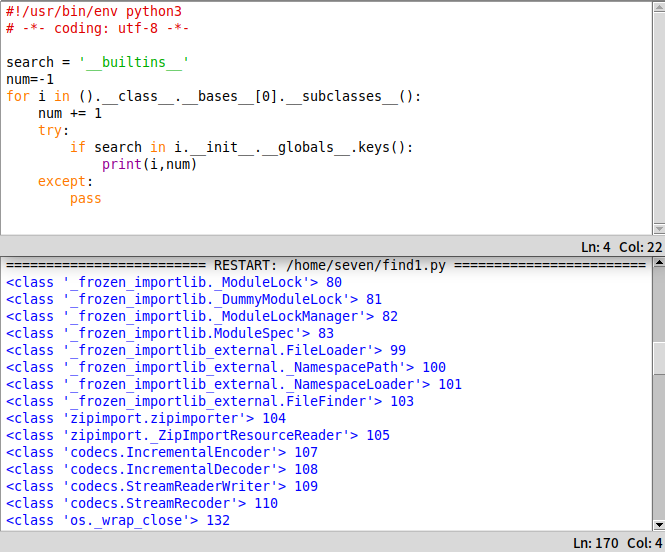 #!/usr/bin/env python3
# -*- coding: utf-8 -*-
search = '__builtins__'
num=-1
for i in ().__class__.__bases__[0].__subclasses__():
    num += 1
    try:
        if search in i.__init__.__globals__.keys():
            print(i,num)
    except:
        pass
Ln: 4 Col: 22
========================= RESTART: /home/seven/find1.py ========================
<class '_frozen_importlib._ModuleLock'> 80
<class '_frozen_importlib._DummyModuleLock'> 81
<class '_frozen_importlib._ModuleLockManager'> 82
<class '_frozen_importlib.ModuleSpec'> 83
<class '_frozen_importlib_external.FileLoader'> 99
<class '_frozen_importlib_external._NamespacePath'> 100
<class '_frozen_importlib_external._NamespaceLoader'> 101
<class '_frozen_importlib_external.FileFinder'> 103
<class 'zipimport.zipimporter'> 104
<class 'zipimport._ZipImportResourceReader'> 105
<class 'codecs.IncrementalEncoder'> 107
<class 'codecs.IncrementalDecoder'> 108
<class 'codecs.StreamReaderWriter'> 109
<class 'codecs.StreamRecoder'> 110
<class 'os._wrap_close'> 132
Ln: 170 Col: 4